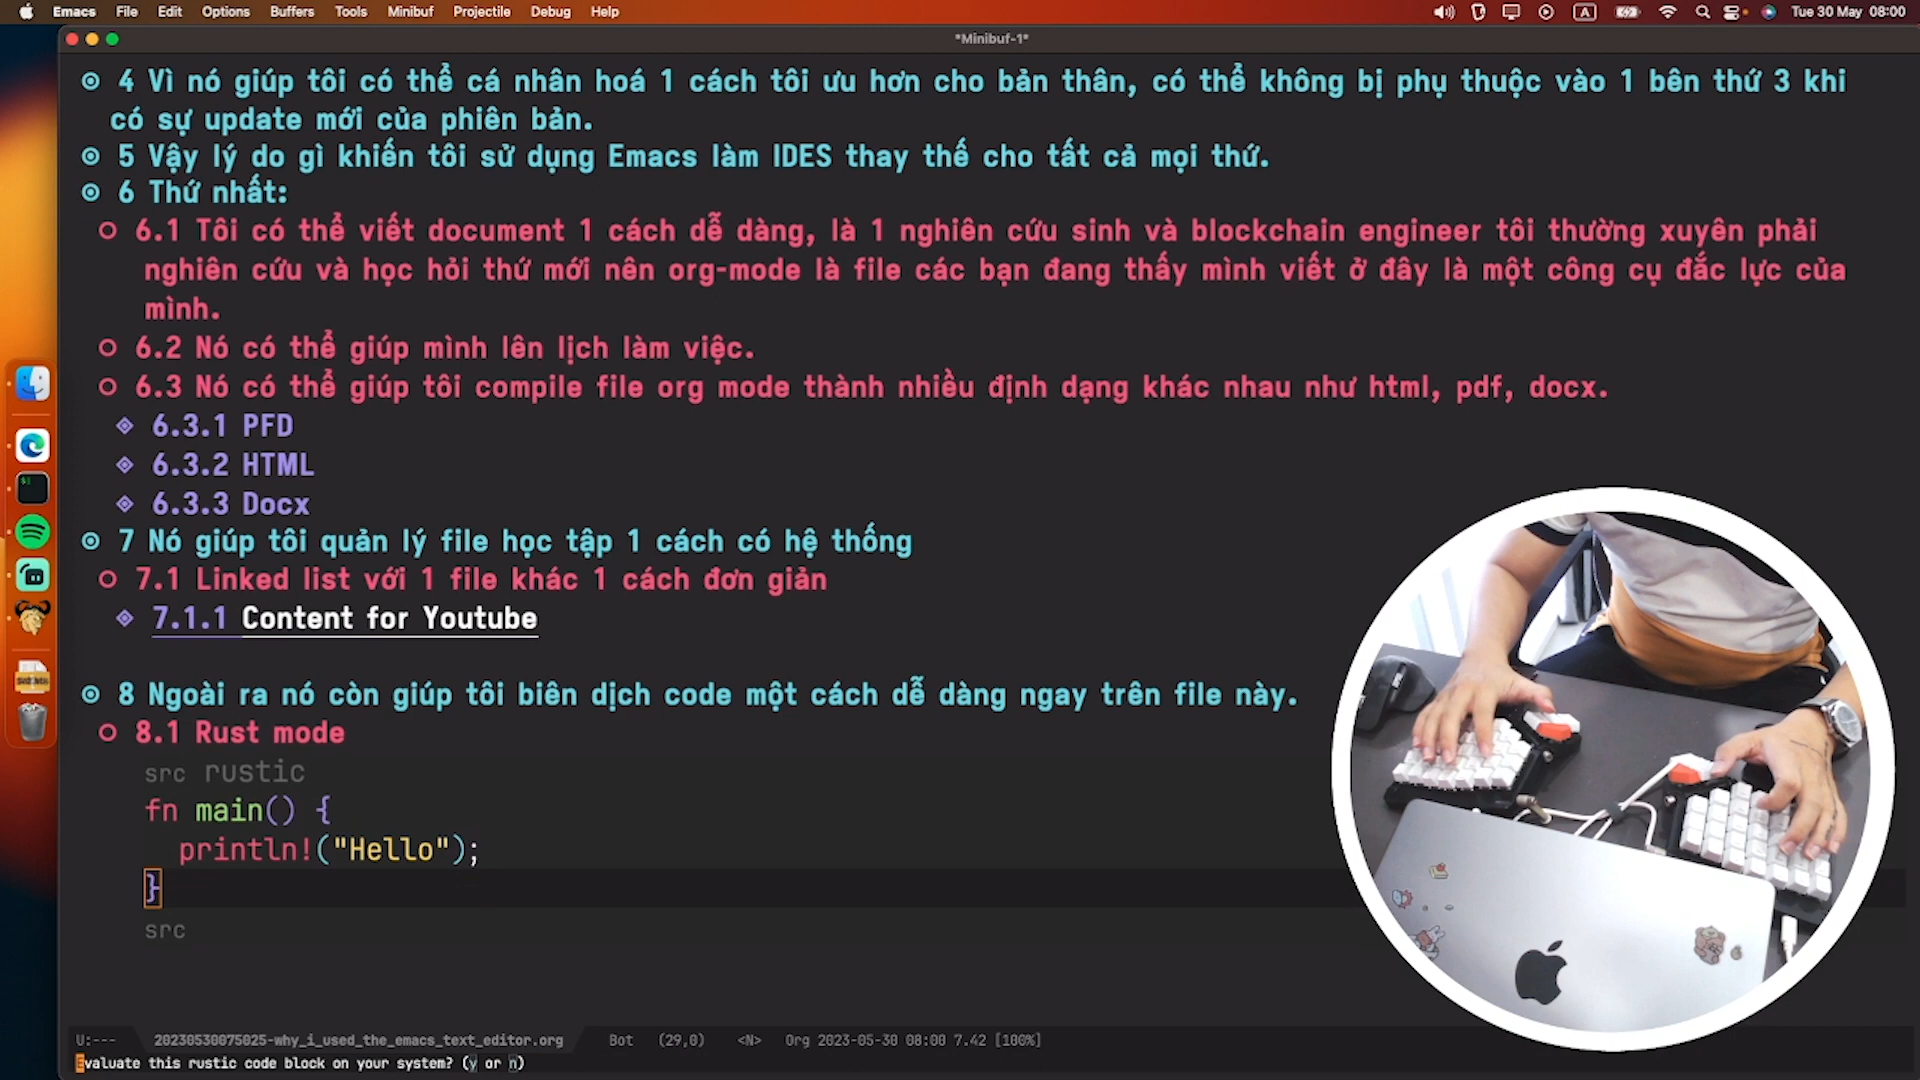 Emacs File Edit Options Buffers Tools Minibuf Projectile Debug Help
A
Tue 30 May 08:00
*Minibuf-1*
4 Vì nó giúp tôi có thể cá nhân hoá 1 cách tôi ưu hơn cho bản thân, có thể không bị phụ thuộc vào 1 bên thứ 3 khi
có sự update mới của phiên bản.
5 Vậy lý do gì khiến tôi sử dụng Emacs làm IDES thay thế cho tất cả mọi thứ.
6 Thứ nhất:
6.1 Tôi có thể viết document 1 cách dễ dàng, là 1 nghiên cứu sinh và blockchain engineer tôi thường xuyên phải
nghiên cứu và học hỏi thứ mới nên org-mode là file các bạn đang thấy mình viết ở đây là một công cụ đắc lực của
mình.
6.2 Nó có thể giúp mình lên lịch làm việc.
6.3 Nó có thể giúp tôi compile file org mode thành nhiều định dạng khác nhau như html, pdf, docx.
6.3.1 PFD
6.3.2 HTML
6.3.3 Docx
7 Nó giúp tôi quản lý file học tập 1 cách có hệ thống
7.1 Linked list với 1 file khác 1 cách đơn giản
7.1.1 Content for Youtube
8 Ngoài ra nó còn giúp tôi biên dịch code một cách dễ dàng ngay trên file này.
8.1 Rust mode
src rustic
fn main() {
println!("Hello");
}
src
U:--- 20230530075025-why_i_used_the_emacs_text_editor.org Bot (29,0) <N> Org 2023-05-30 08:00 7.42 [100%]
Evaluate this rustic code block on your system? (y or n)